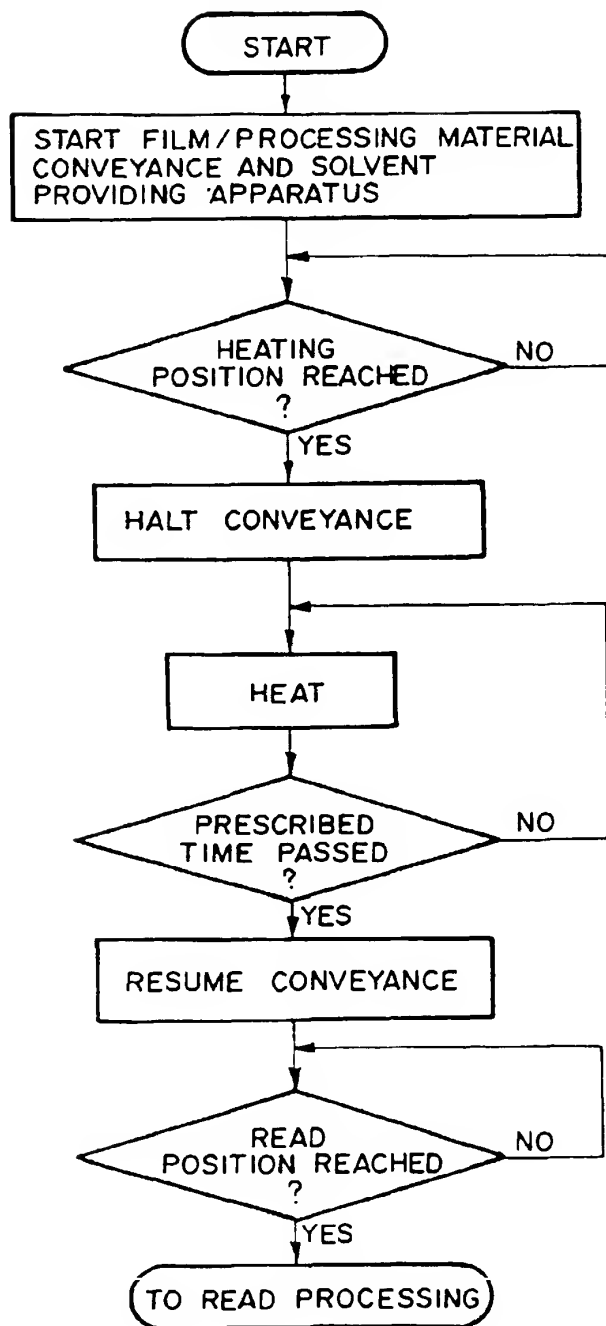 START
START FILM/PROCESSING MATERIAL
CONVEYANCE AND SOLVENT
PROVIDING APPARATUS
HEATING
POSITION REACHED
?
NO
YES
HALT CONVEYANCE
HEAT
PRESCRIBED
TIME PASSED
?
NO
YES
RESUME CONVEYANCE
READ
POSITION REACHED
?
NO
YES
TO READ PROCESSING